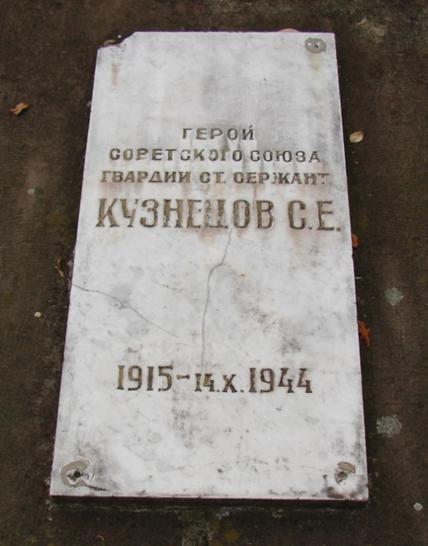 ГЕРОЙ
СОВЕТСКОГО СОЮЗА
ГВАРДИИ СТ. СЕРЖАНТ
КУЗНЕЦОВ С.Е.
1915-14.X.1944